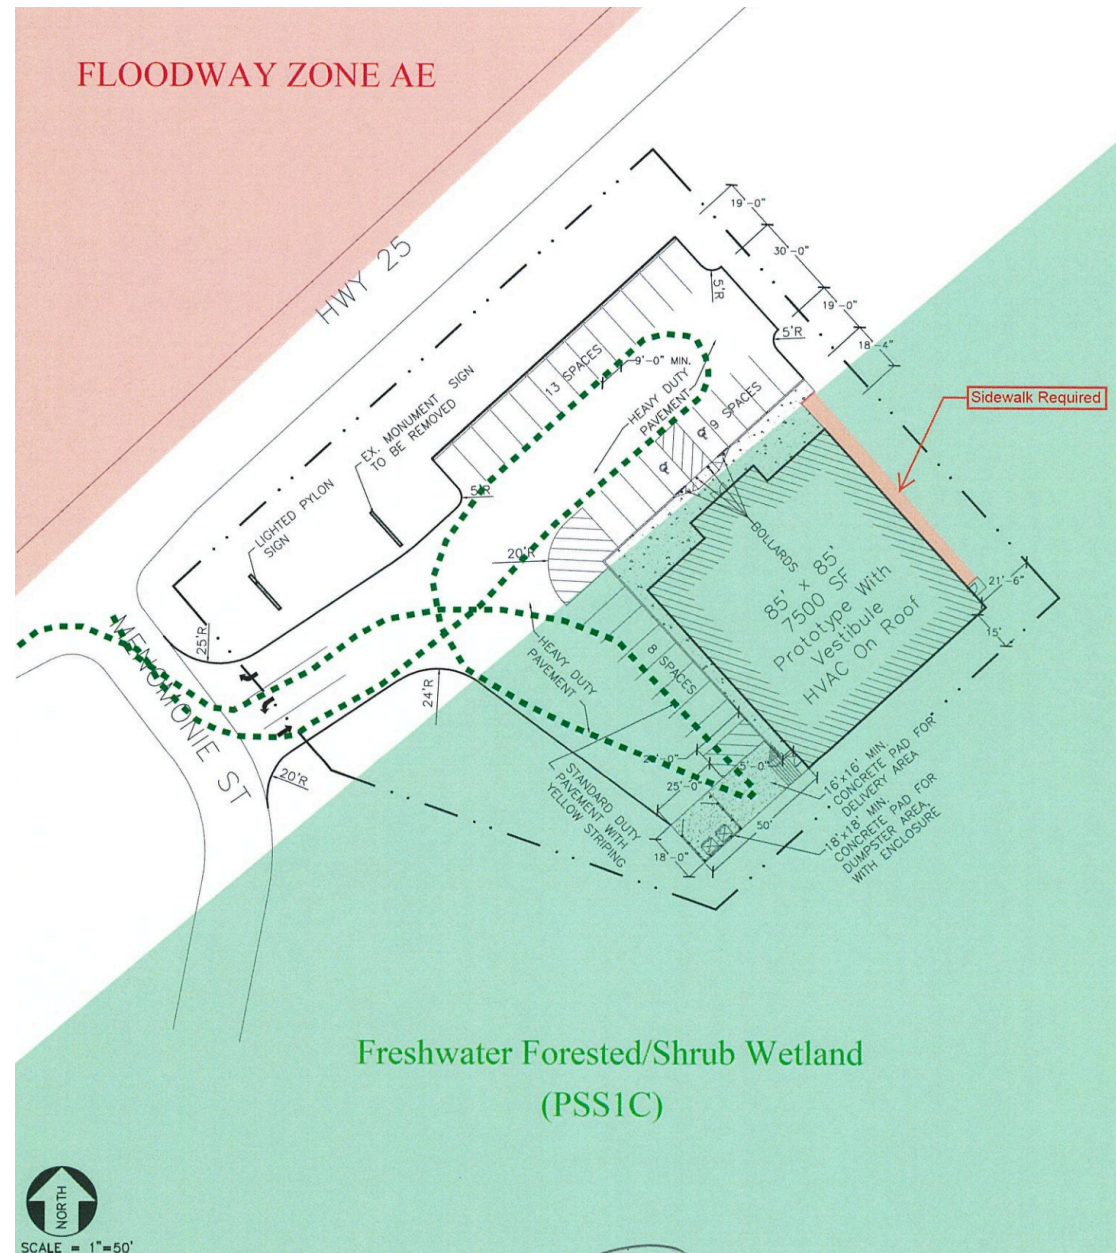 FLOODWAY ZONE AE
HWY 25
19'-0"
30'-0"
19'-0"
18'-4"
5'R
5'R
13 SPACES
9'-0" MIN.
HEAVY DUTY
PAVEMENT
9 SPACES
Sidewalk Required
EX. MONUMENT SIGN
TO BE REMOVED
LIGHTED PYLON
SIGN
5'R
20'R
BOLLARDS
85' x 85'
7500 SF
Prototype With
Vestibule
HVAC On Roof
21'-6"
15'
25'R
MENOMONIE ST
24'R
20'R
HEAVY DUTY
PAVEMENT
8 SPACES
STANDARD DUTY
PAVEMENT WITH
YELLOW STRIPING
5'-0"
25'-0"
18'-0"
50'
16'x16' MIN.
CONCRETE PAD FOR
DELIVERY AREA
18'x18' MIN.
CONCRETE PAD FOR
DUMPSTER AREA,
WITH ENCLOSURE
Freshwater Forested/Shrub Wetland
(PSS1C)
NORTH
SCALE = 1"=50'